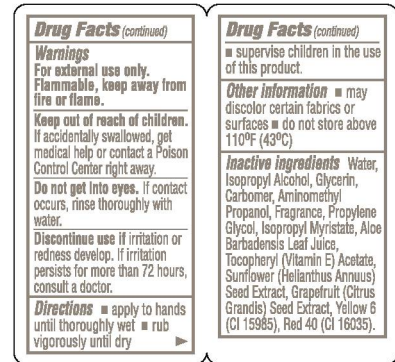 Drug Facts (continued)
Warnings
For external use only.
Flammable, keep away from
fire or flame.
Keep out of reach of children.
If accidentally swallowed, get
medical help or contact a Poison
Control Center right away.
Do not get into eyes. If contact
occurs, rinse thoroughly with
water.
Discontinue use if irritation or
redness develop. If irritation
persists for more than 72 hours,
consult a doctor.
Directions ■ apply to hands
until thoroughly wet ■ rub
vigorously until dry ►
Drug Facts (continued)
■ supervise children in the use
of this product.
Other information ■ may
discolor certain fabrics or
surfaces ■ do not store above
110ºF (43ºC)
Inactive ingredients Water,
Isopropyl Alcohol, Glycerin,
Carbomer, Aminomethyl
Propanol, Fragrance, Propylene
Glycol, Isopropyl Myristate, Aloe
Barbadensis Leaf Juice,
Tocopheryl (Vitamin E) Acetate,
Sunflower (Helianthus Annuus)
Seed Extract, Grapefruit (Citrus
Grandis) Seed Extract, Yellow 6
(CI 15985), Red 40 (CI 16035).